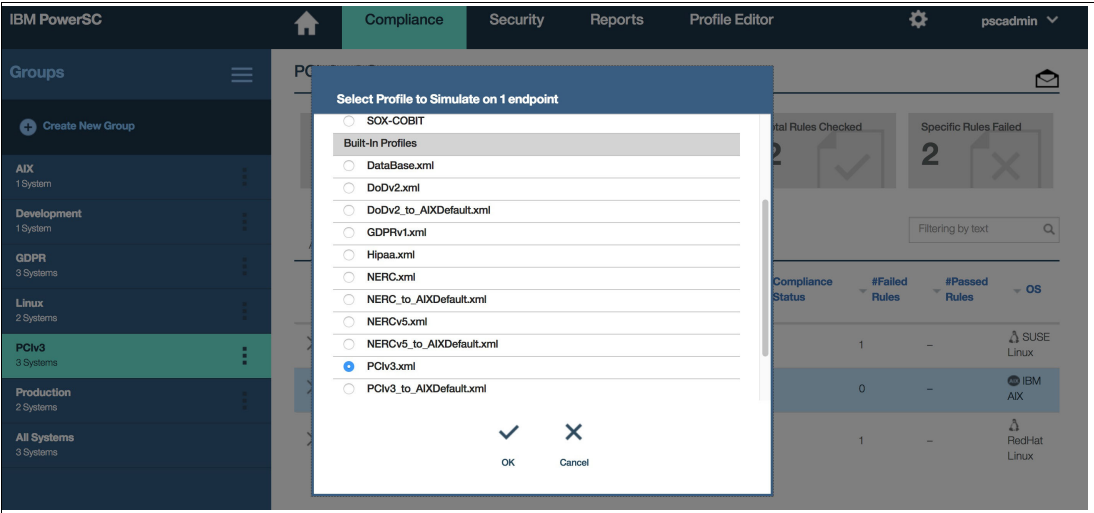 IBM PowerSC
Compliance
Security
Reports
Profile Editor
pscadmin
Groups
Create New Group
AIX
1 System
Development
1 System
GDPR
3 Systems
Linux
2 Systems
PCIv3
3 Systems
Production
2 Systems
All Systems
3 Systems
Select Profile to Simulate on 1 endpoint
SOX-COBIT
Built-In Profiles
DataBase.xml
DoDv2.xml
DoDv2_to_AIXDefault.xml
GDPRv1.xml
Hipaa.xml
NERC.xml
NERC_to_AIXDefault.xml
NERCv5.xml
NERCv5_to_AIXDefault.xml
PCIv3.xml
PCIv3_to_AIXDefault.xml
OK
Cancel
Rules Checked
2
Specific Rules Failed
2
Filtering by text
Compliance
Status
#Failed
Rules
#Passed
Rules
OS
1
–
SUSE
Linux
0
–
IBM
AIX
1
–
RedHat
Linux